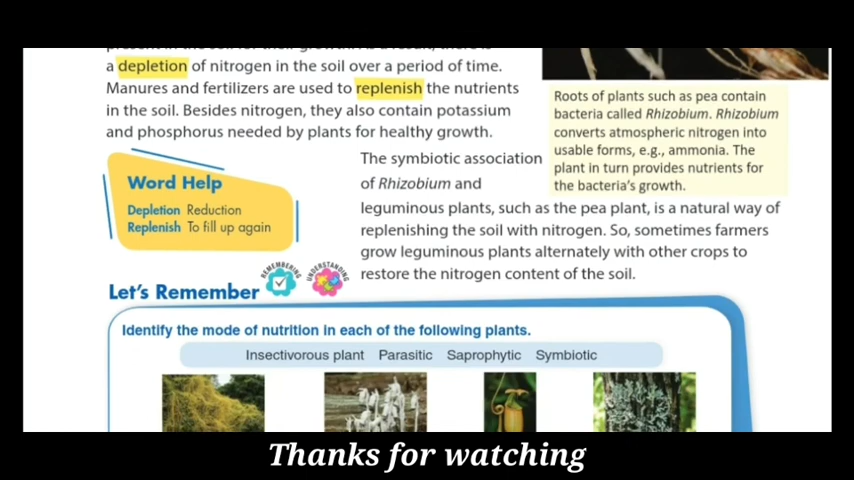 a depletion of nitrogen in the soil over a period of time.
Manures and fertilizers are used to replenish the nutrients
in the soil. Besides nitrogen, they also contain potassium
and phosphorus needed by plants for healthy growth.
Roots of plants such as pea contain
bacteria called Rhizobium. Rhizobium
converts atmospheric nitrogen into
usable forms, e.g., ammonia. The
plant in turn provides nutrients for
the bacteria's growth.
The symbiotic association
of Rhizobium and
leguminous plants, such as the pea plant, is a natural way of
replenishing the soil with nitrogen. So, sometimes farmers
grow leguminous plants alternately with other crops to
restore the nitrogen content of the soil.
Word Help
Depletion Reduction
Replenish To fill up again
Let's Remember
REMEMBERING
UNDERSTANDING
Identify the mode of nutrition in each of the following plants.
Insectivorous plant Parasitic Saprophytic Symbiotic
Thanks for watching